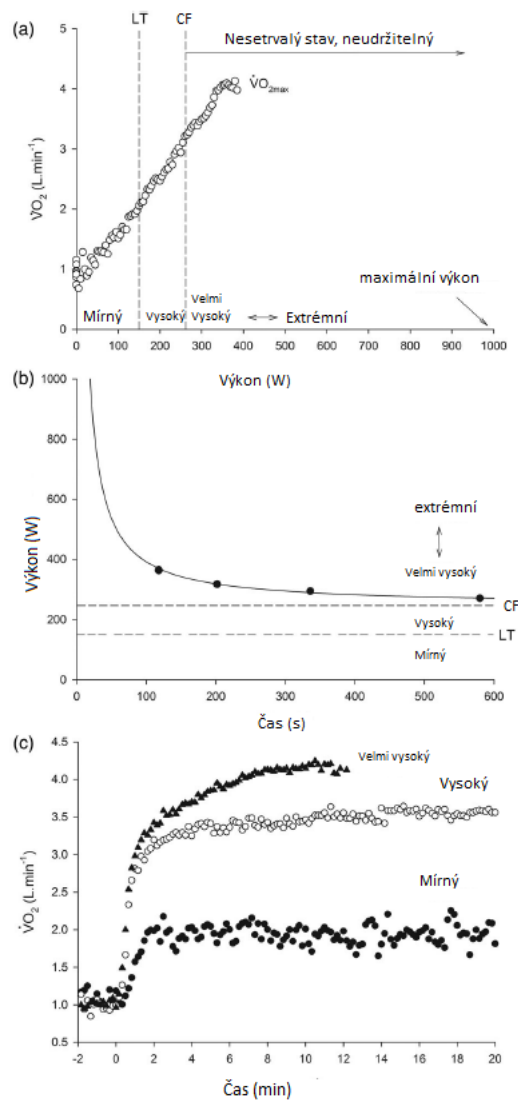 (a)
LT
CF
Nesetrvalý stav, neudržitelný
V̇O2max
V̇O2 (L.min-1)
5
4
3
2
1
0
Mírný
Vysoký
Velmi
Vysoký
Extrémní
maximální výkon
0 100 200 300 400 500 600 700 800 900 1000
Výkon (W)
(b)
Výkon (W)
1000
800
600
400
200
0
extrémní
Velmi vysoký
CF
Vysoký
LT
Mírný
0 100 200 300 400 500 600
Čas (s)
(c)
V̇O2 (L.min-1)
4.5
4.0
3.5
3.0
2.5
2.0
1.5
1.0
0.5
Velmi vysoký
Vysoký
Mírný
-2 0 2 4 6 8 10 12 14 16 18 20
Čas (min)